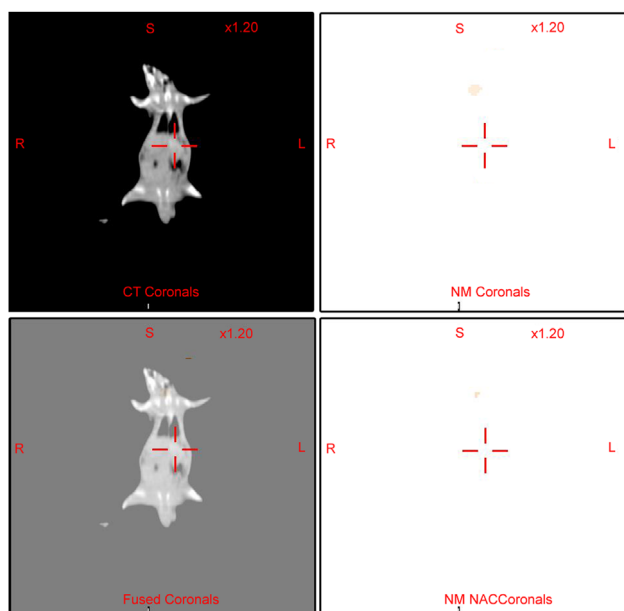 S x1.20
R L
CT Coronals
S x1.20
R L
NM Coronals
S x1.20
R L
Fused Coronals
S x1.20
R L
NM NACCoronals